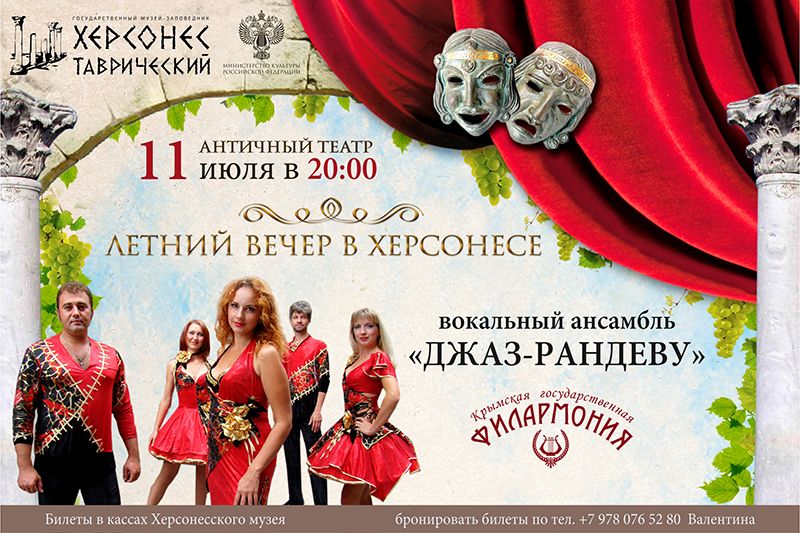 ГОСУДАРСТВЕННЫЙ МУЗЕЙ-ЗАПОВЕДНИК
ХЕРСОНЕС
ТАВРИЧЕСКИЙ
МИНИСТЕРСТВО КУЛЬТУРЫ
РОССИЙСКОЙ ФЕДЕРАЦИИ
АНТИЧНЫЙ ТЕАТР
11 ИЮЛЯ В 20:00
ЛЕТНИЙ ВЕЧЕР В ХЕРСОНЕСЕ
вокальный ансамбль
«ДЖАЗ-РАНДЕВУ»
Крымская государственная
ФИЛАРМОНИЯ
Билеты в кассах Херсонесского музея
бронировать билеты по тел. +7 978 076 52 80 Валентина